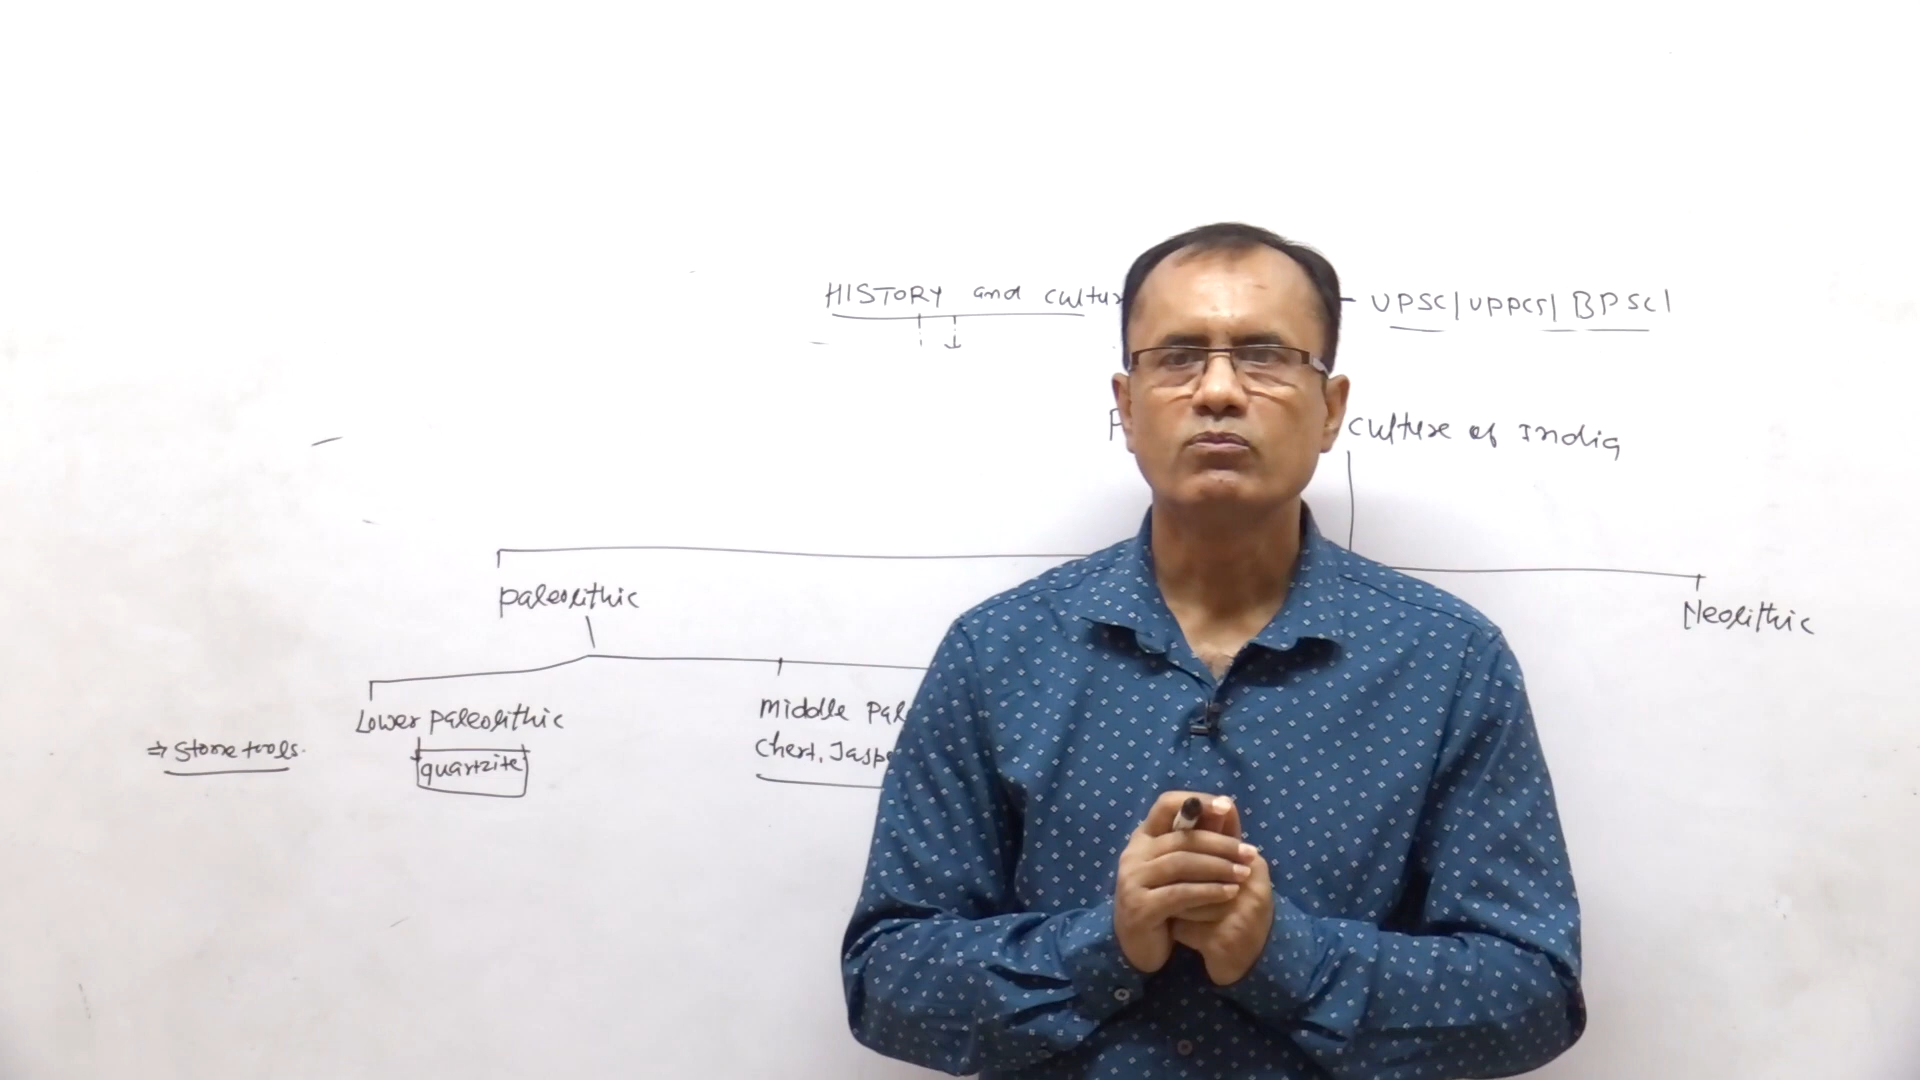 HISTORY and cultu — UPSC|UPPCS| BPSC|
P culture of India
paleolithic
Neolithic
Lower paleolithic
middle pal
⇒ Stone tools.
quartzite
chert, Jaspe